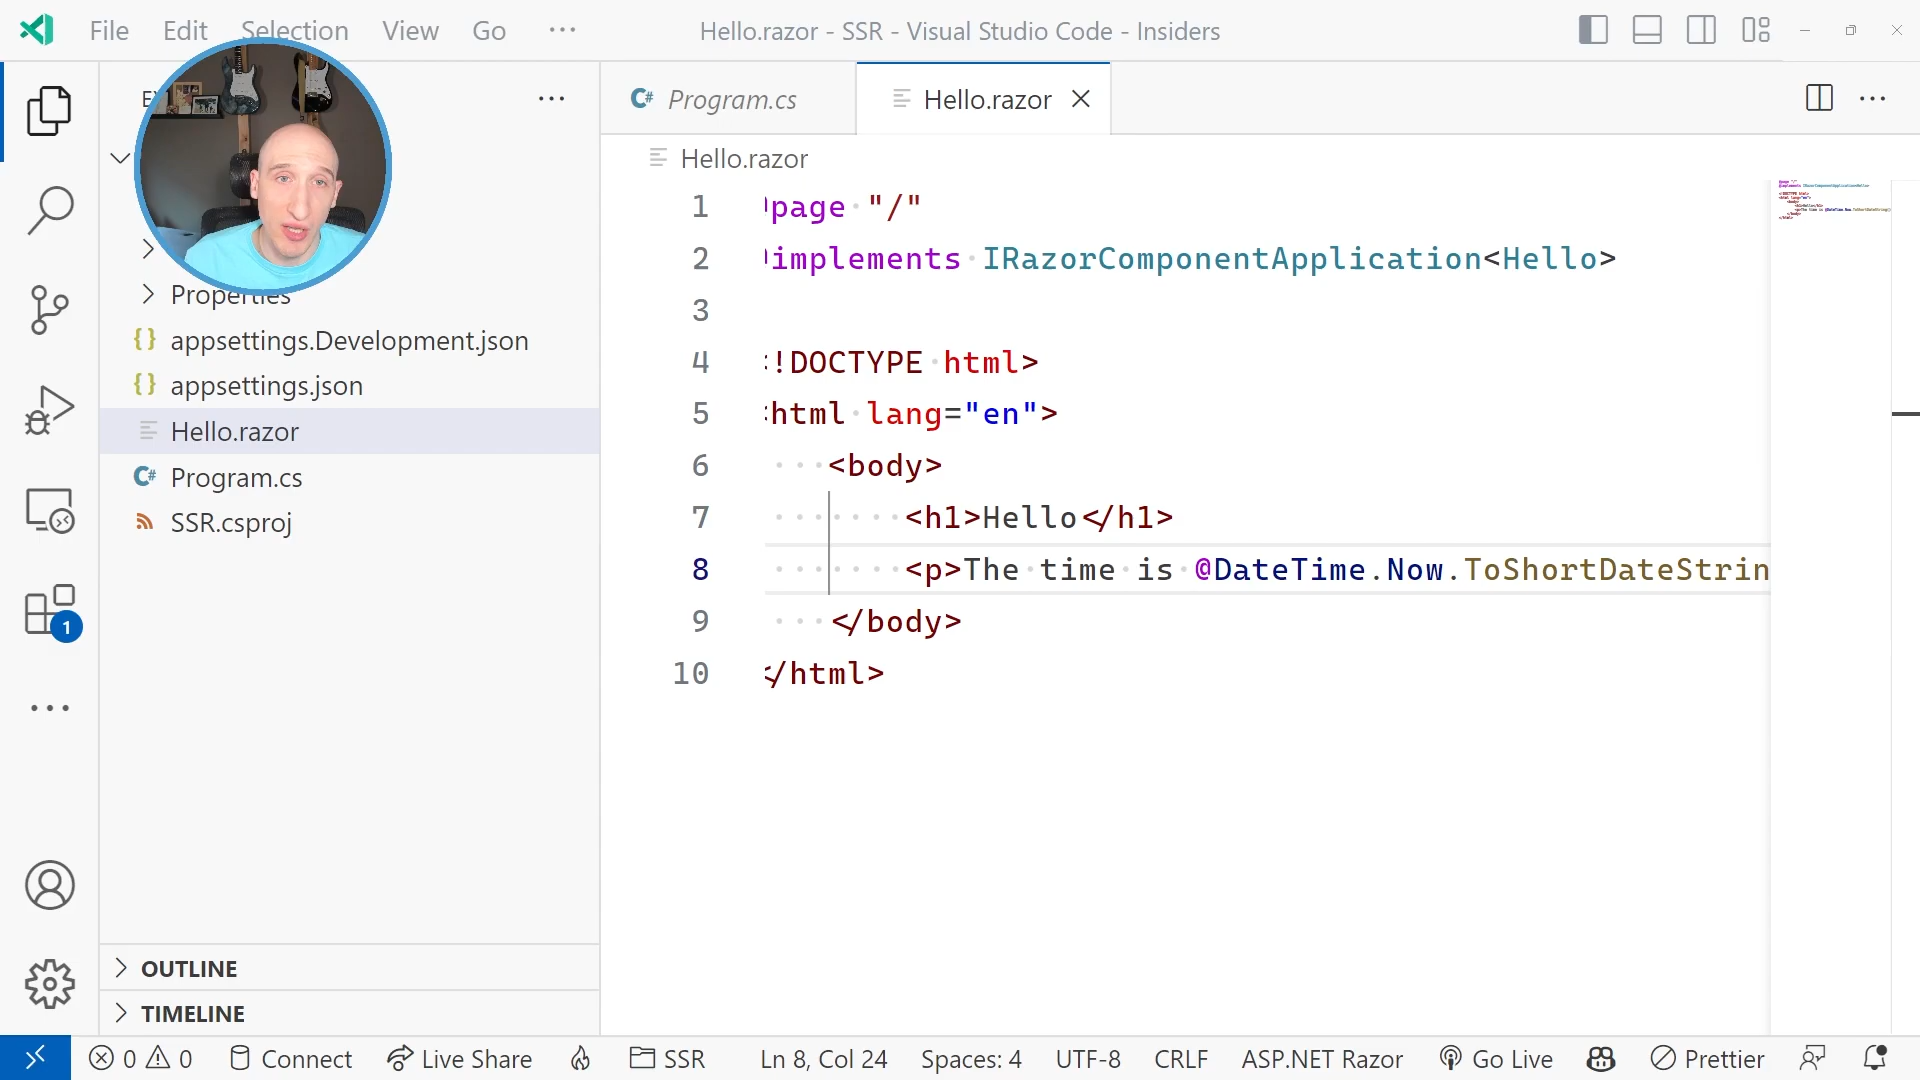 File Edit Selection View Go ···
Hello.razor - SSR - Visual Studio Code - Insiders
Program.cs
Hello.razor
Hello.razor
Properties
appsettings.Development.json
appsettings.json
Hello.razor
Program.cs
SSR.csproj
1 page "/"
2 implements IRazorComponentApplication<Hello>
3
4 !DOCTYPE html>
5 html lang="en">
6 <body>
7 <h1>Hello</h1>
8 <p>The time is @DateTime.Now.ToShortDateStrin
9 </body>
10 </html>
1
OUTLINE
TIMELINE
0 0 Connect Live Share SSR Ln 8, Col 24 Spaces: 4 UTF-8 CRLF ASP.NET Razor Go Live Prettier